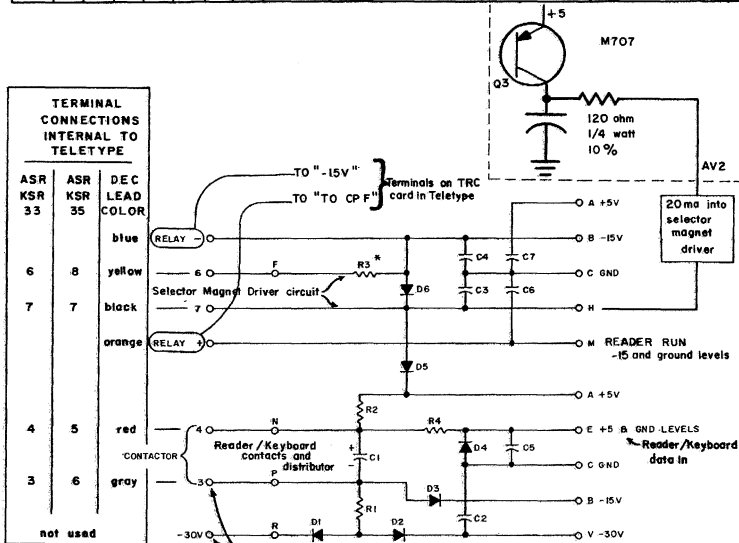 +5
M707
Q3
120 ohm
1/4 watt
10 %
AV2
20 ma into
selector
magnet
driver
TERMINAL
CONNECTIONS
INTERNAL TO
TELETYPE
ASR KSR 33
ASR KSR 35
DEC LEAD COLOR
TO "-15V"
TO "TO CPF"
Terminals on TRC
card in Teletype
A +5V
blue RELAY - B -15V
C4 C7
6 8 yellow 6 F R3 * C GND
Selector Magnet Driver circuit
D6 C3 C6
7 7 black 7 H
orange RELAY + M READER RUN
-15 and ground levels
D5
A +5V
R2
4 5 red 4 N R4 E +5 & GND LEVELS
Reader/Keyboard
data In
CONTACTOR
Reader/Keyboard
contacts and
distributor
+ C1 -
D4 C5
C GND
3 6 gray 3 P
D3 B -15V
R1 C2
not used -30V R D1 D2 V -30V